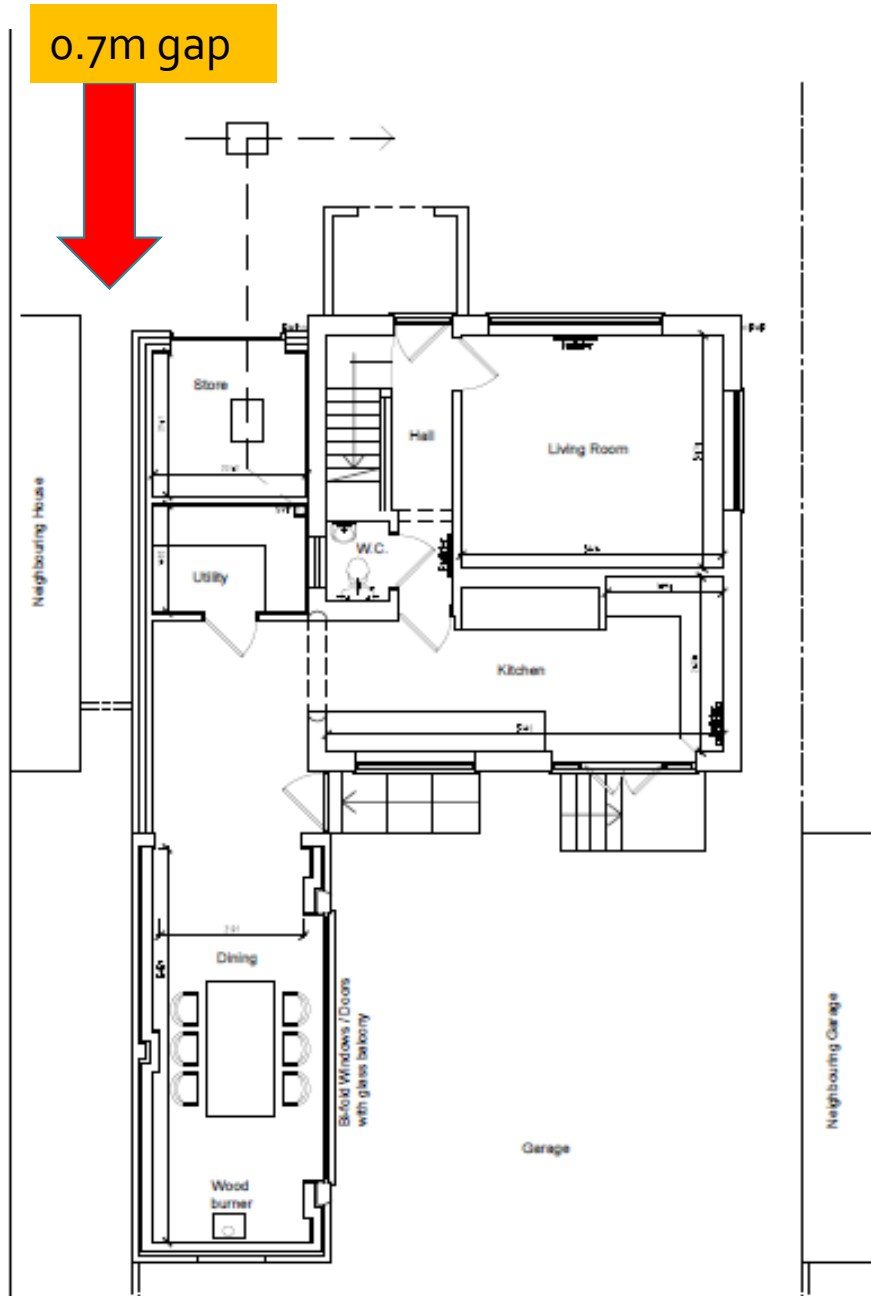 0.7m gap
Store
Hall
Living Room
Neighbouring House
W.C.
Utility
Kitchen
Dining
Bi-fold Windows / Doors
with glass balcony
Neighbouring Garage
Garage
Wood
burner